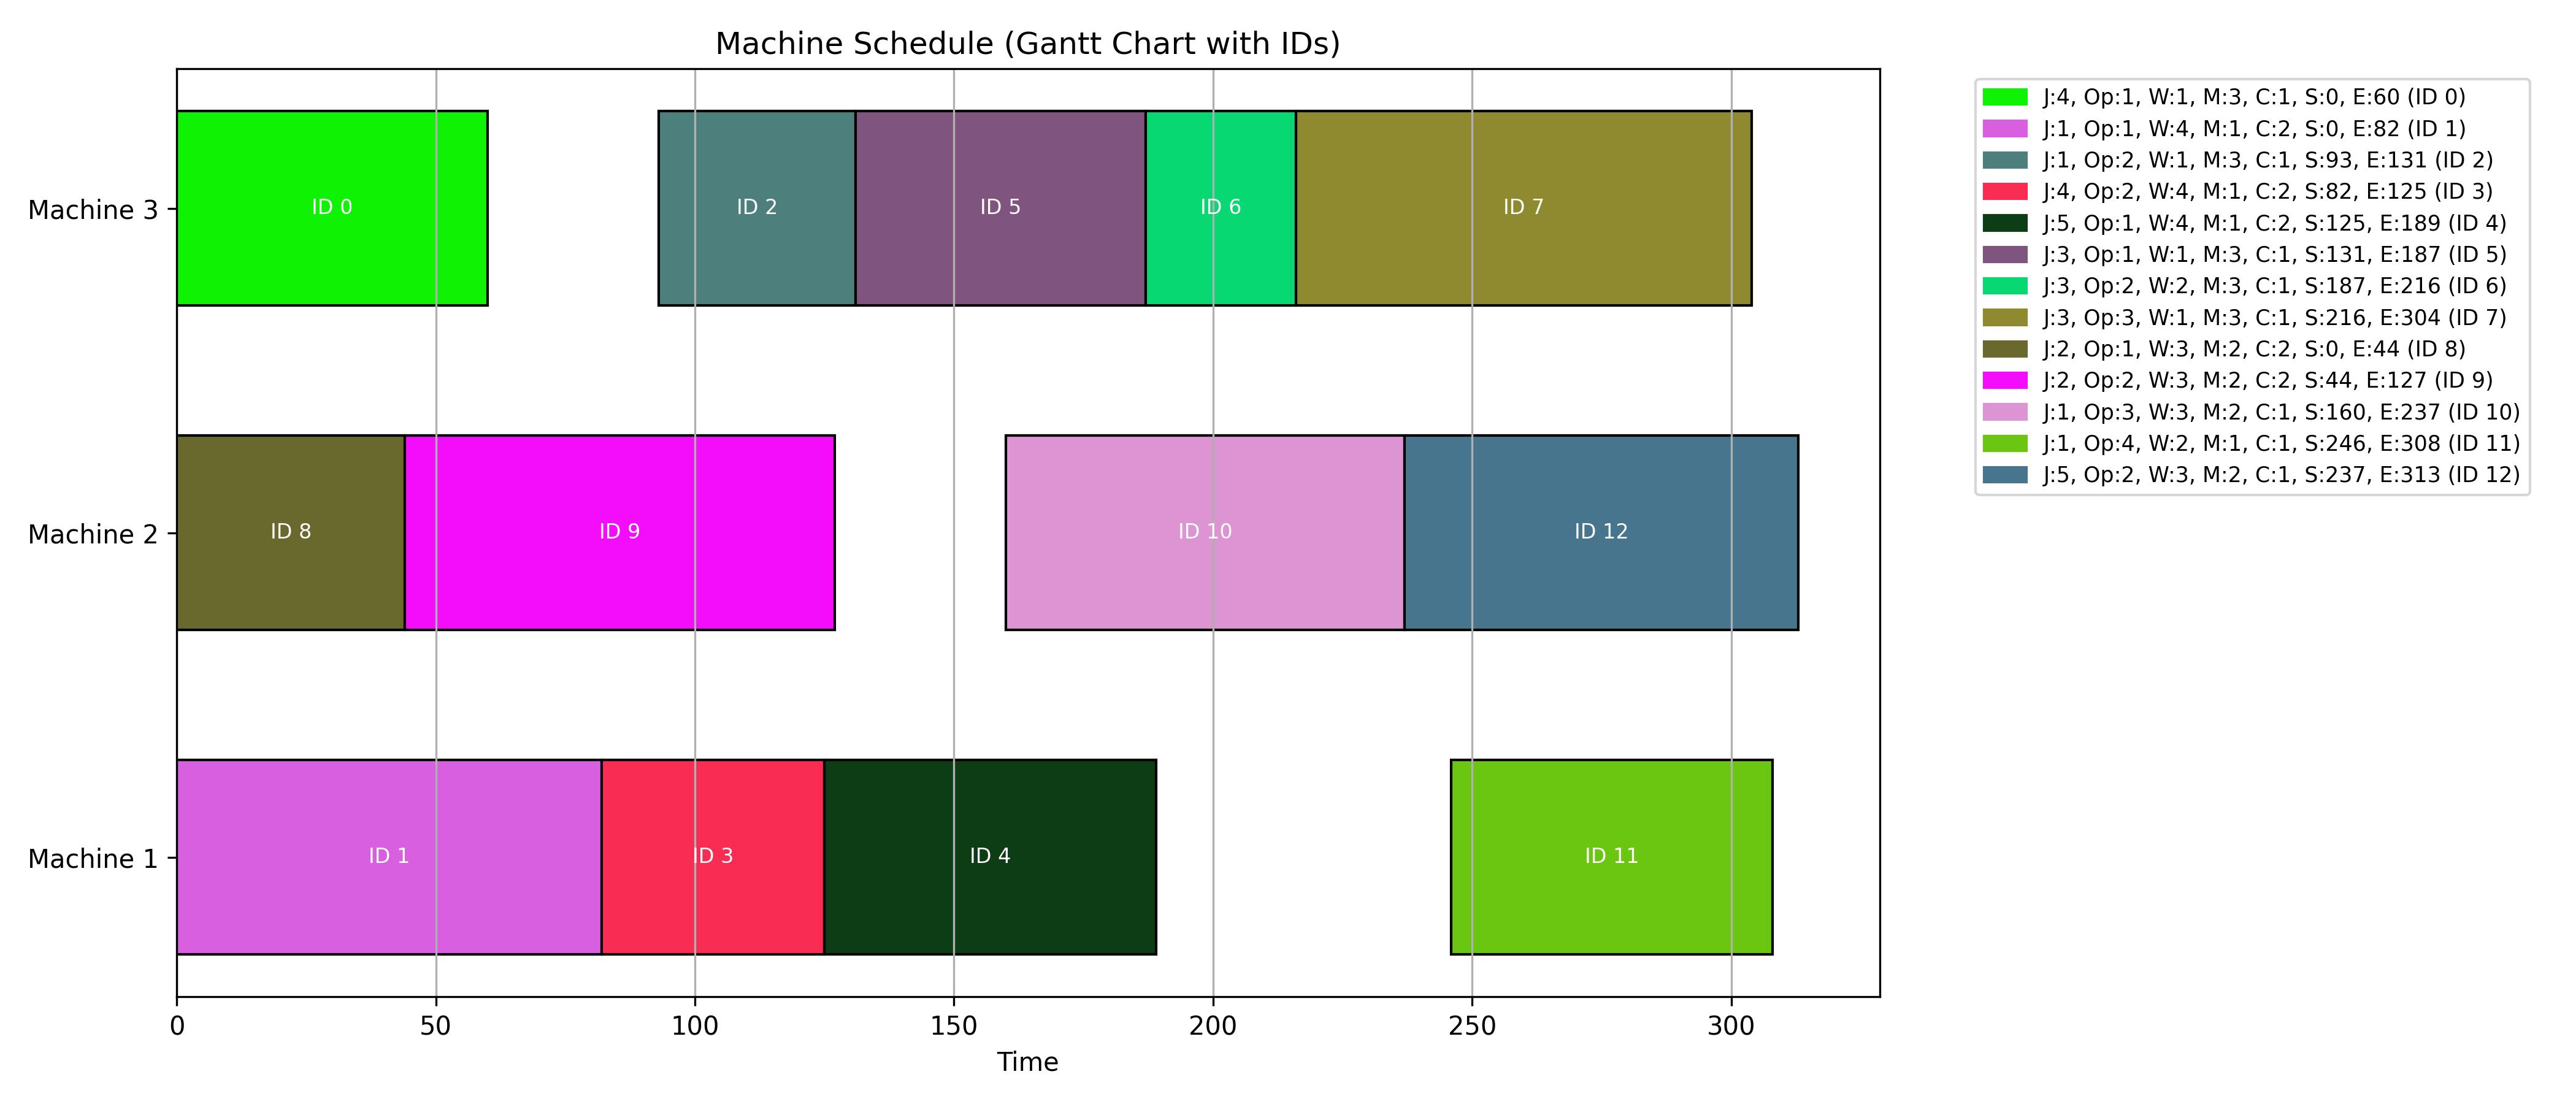 Machine Schedule (Gantt Chart with IDs)
Machine 3
ID 0
ID 2
ID 5
ID 6
ID 7
Machine 2
ID 8
ID 9
ID 10
ID 12
Machine 1
ID 1
ID 3
ID 4
ID 11
0 50 100 150 200 250 300
Time
J:4, Op:1, W:1, M:3, C:1, S:0, E:60 (ID 0)
J:1, Op:1, W:4, M:1, C:2, S:0, E:82 (ID 1)
J:1, Op:2, W:1, M:3, C:1, S:93, E:131 (ID 2)
J:4, Op:2, W:4, M:1, C:2, S:82, E:125 (ID 3)
J:5, Op:1, W:4, M:1, C:2, S:125, E:189 (ID 4)
J:3, Op:1, W:1, M:3, C:1, S:131, E:187 (ID 5)
J:3, Op:2, W:2, M:3, C:1, S:187, E:216 (ID 6)
J:3, Op:3, W:1, M:3, C:1, S:216, E:304 (ID 7)
J:2, Op:1, W:3, M:2, C:2, S:0, E:44 (ID 8)
J:2, Op:2, W:3, M:2, C:2, S:44, E:127 (ID 9)
J:1, Op:3, W:3, M:2, C:1, S:160, E:237 (ID 10)
J:1, Op:4, W:2, M:1, C:1, S:246, E:308 (ID 11)
J:5, Op:2, W:3, M:2, C:1, S:237, E:313 (ID 12)